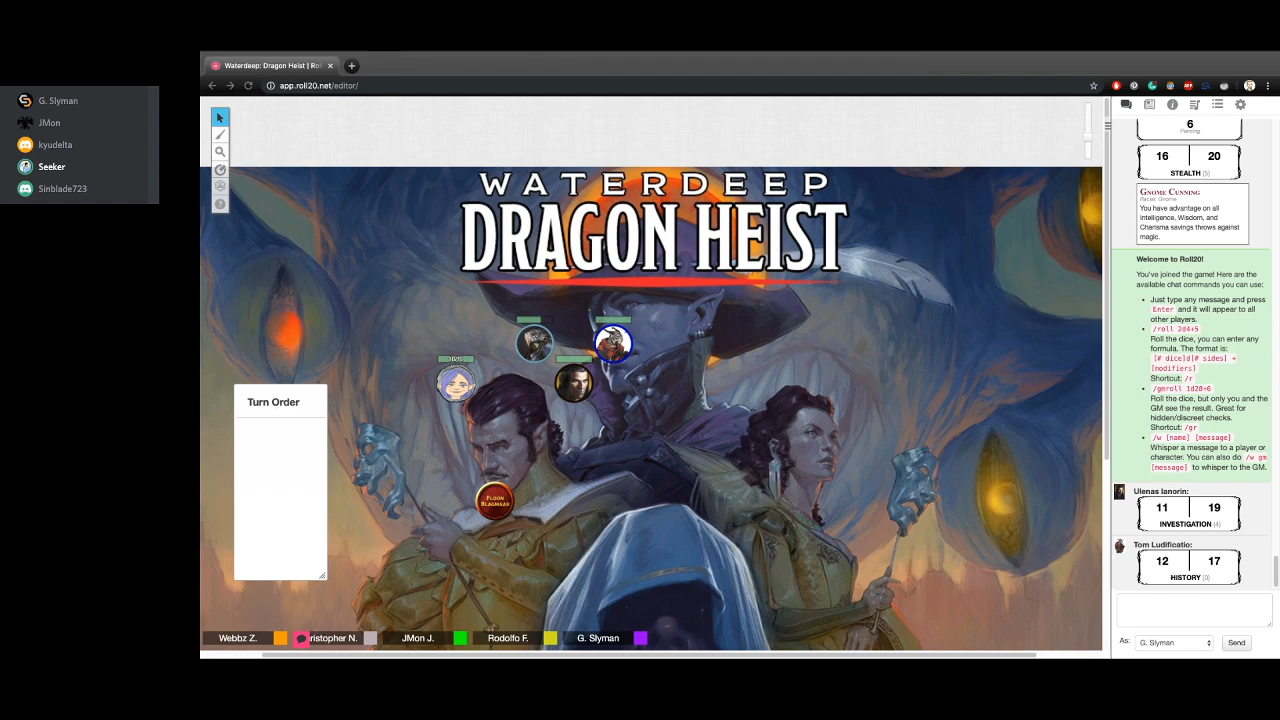 G. Slyman
JMon
kyudelta
Seeker
Sinblade723
Waterdeep: Dragon Heist | Rol
app.roll20.net/editor/
WATERDEEP
DRAGON HEIST
Turn Order
FLOON
BLAGMAAR
Webbz Z.
ristopher N.
JMon J.
Rodolfo F.
G. Slyman
6
Piercing
16 20
STEALTH (5)
GNOME CUNNING
Racial: Gnome
You have advantage on all
Intelligence, Wisdom, and
Charisma savings throws against
magic.
Welcome to Roll20!
You've joined the game! Here are the
available chat commands you can use:
Just type any message and press
Enter and it will appear to all
other players.
/roll 2d4+5
Roll the dice, you can enter any
formula. The format is:
[# dice]d[# sides] +
[modifiers]
Shortcut: /r
/gmroll 1d20+6
Roll the dice, but only you and the
GM see the result. Great for
hidden/discreet checks.
Shortcut: /gr
/w [name] [message]
Whisper a message to a player or
character. You can also do /w gm
[message] to whisper to the GM.
Ulenas Ianorin:
11 19
INVESTIGATION (4)
Tom Ludificatio:
12 17
HISTORY (9)
As: G. Slyman Send